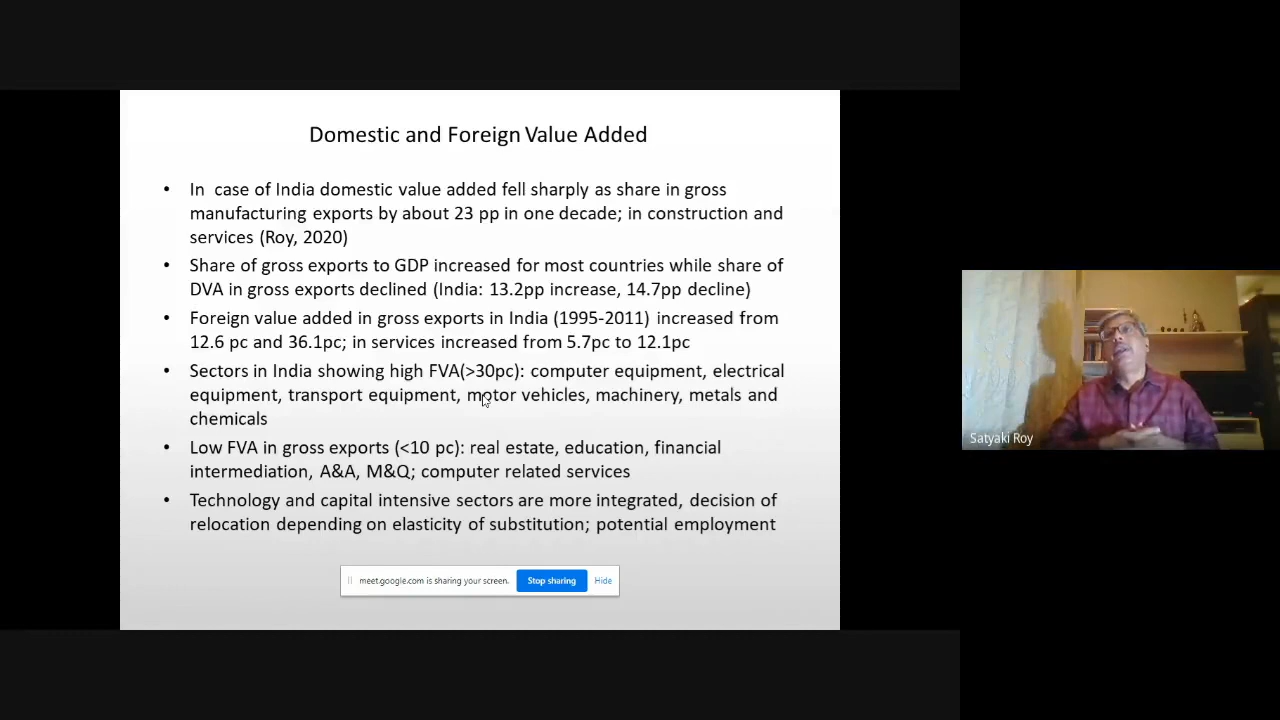 Domestic and Foreign Value Added
• In case of India domestic value added fell sharply as share in gross
manufacturing exports by about 23 pp in one decade; in construction and
services (Roy, 2020)
• Share of gross exports to GDP increased for most countries while share of
DVA in gross exports declined (India: 13.2pp increase, 14.7pp decline)
• Foreign value added in gross exports in India (1995-2011) increased from
12.6 pc and 36.1pc; in services increased from 5.7pc to 12.1pc
• Sectors in India showing high FVA(>30pc): computer equipment, electrical
equipment, transport equipment, motor vehicles, machinery, metals and
chemicals
• Low FVA in gross exports (<10 pc): real estate, education, financial
intermediation, A&A, M&Q; computer related services
• Technology and capital intensive sectors are more integrated, decision of
relocation depending on elasticity of substitution; potential employment
meet.google.com is sharing your screen. Stop sharing Hide
Satyaki Roy